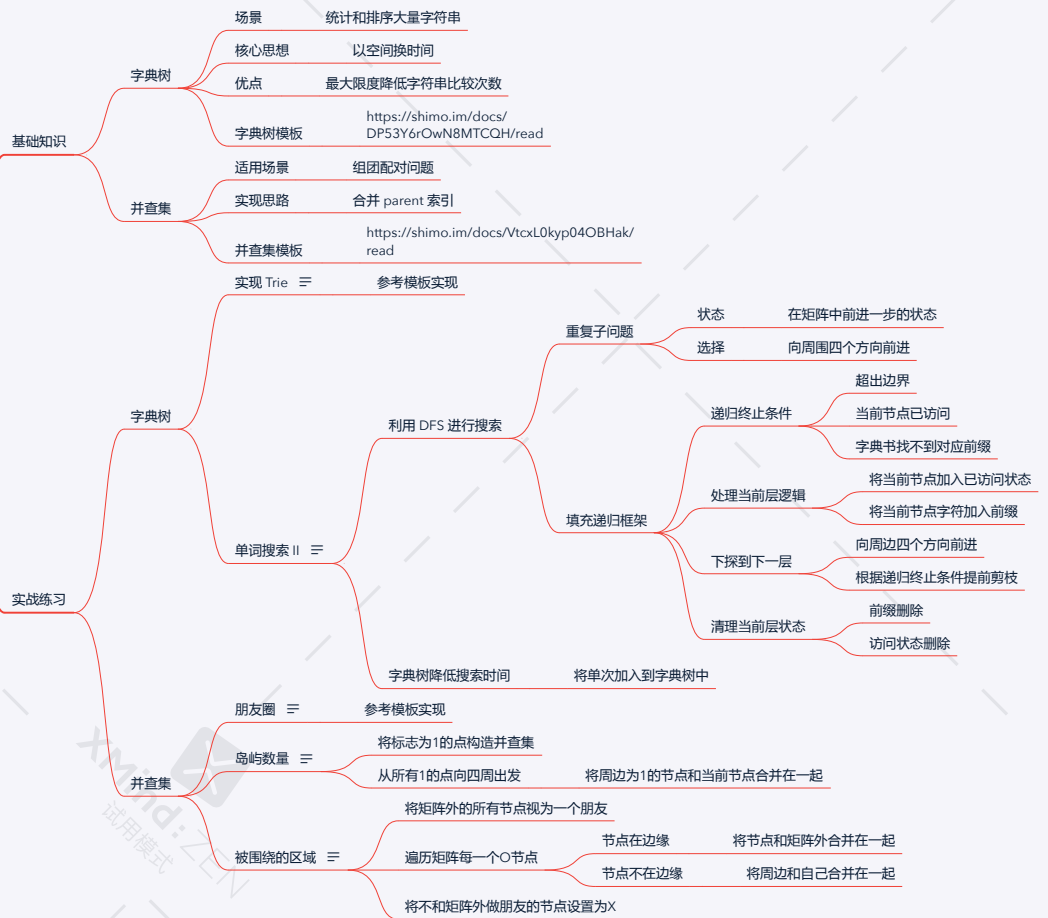 基础知识
字典树
场景
统计和排序大量字符串
核心思想
以空间换时间
优点
最大限度降低字符串比较次数
字典树模板
https://shimo.im/docs/
DP53Y6rOwN8MTCQH/read
并查集
适用场景
组团配对问题
实现思路
合并 parent 索引
并查集模板
https://shimo.im/docs/VtcxL0kyp04OBHak/
read
实战练习
字典树
实现 Trie
参考模板实现
单词搜索 II
利用 DFS 进行搜索
重复子问题
状态
在矩阵中前进一步的状态
选择
向周围四个方向前进
填充递归框架
递归终止条件
超出边界
当前节点已访问
字典书找不到对应前缀
处理当前层逻辑
将当前节点加入已访问状态
将当前节点字符加入前缀
下探到下一层
向周边四个方向前进
根据递归终止条件提前剪枝
清理当前层状态
前缀删除
访问状态删除
字典树降低搜索时间
将单次加入到字典树中
并查集
朋友圈
参考模板实现
岛屿数量
将标志为1的点构造并查集
从所有1的点向四周出发
将周边为1的节点和当前节点合并在一起
被围绕的区域
将矩阵外的所有节点视为一个朋友
遍历矩阵每一个O节点
节点在边缘
将节点和矩阵外合并在一起
节点不在边缘
将周边和自己合并在一起
将不和矩阵外做朋友的节点设置为X
XMind:ZEN
试用模式